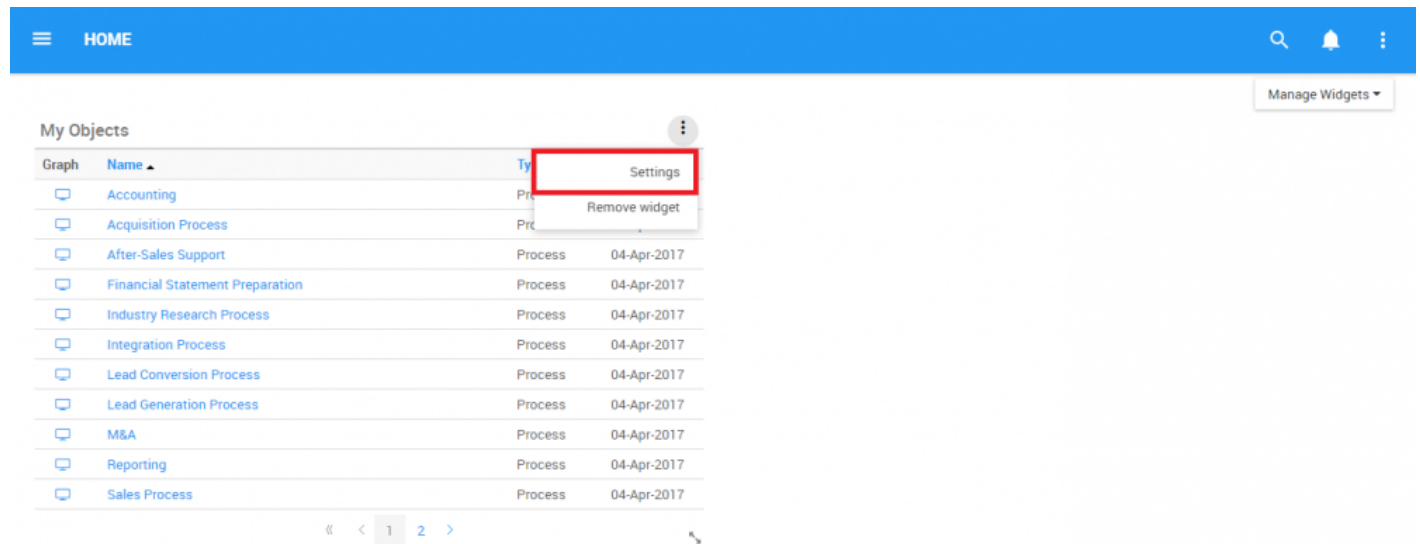 HOME
Manage Widgets
My Objects
Graph Name Ty
Settings
Accounting Pro
Remove widget
Acquisition Process Pro
After-Sales Support Process 04-Apr-2017
Financial Statement Preparation Process 04-Apr-2017
Industry Research Process Process 04-Apr-2017
Integration Process Process 04-Apr-2017
Lead Conversion Process Process 04-Apr-2017
Lead Generation Process Process 04-Apr-2017
M&A Process 04-Apr-2017
Reporting Process 04-Apr-2017
Sales Process Process 04-Apr-2017
« < 1 2 >